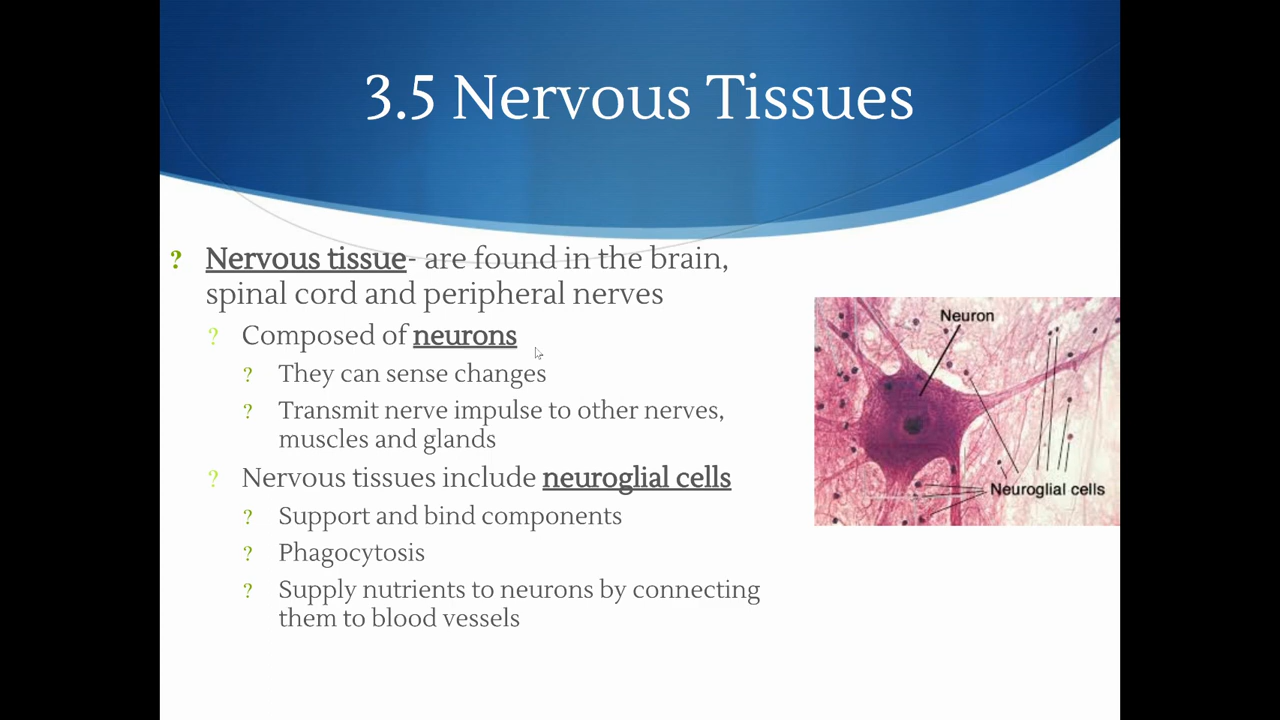 3.5 Nervous Tissues
? Nervous tissue- are found in the brain,
spinal cord and peripheral nerves
? Composed of neurons
? They can sense changes
? Transmit nerve impulse to other nerves,
muscles and glands
? Nervous tissues include neuroglial cells
? Support and bind components
? Phagocytosis
? Supply nutrients to neurons by connecting
them to blood vessels
Neuron
Neuroglial cells